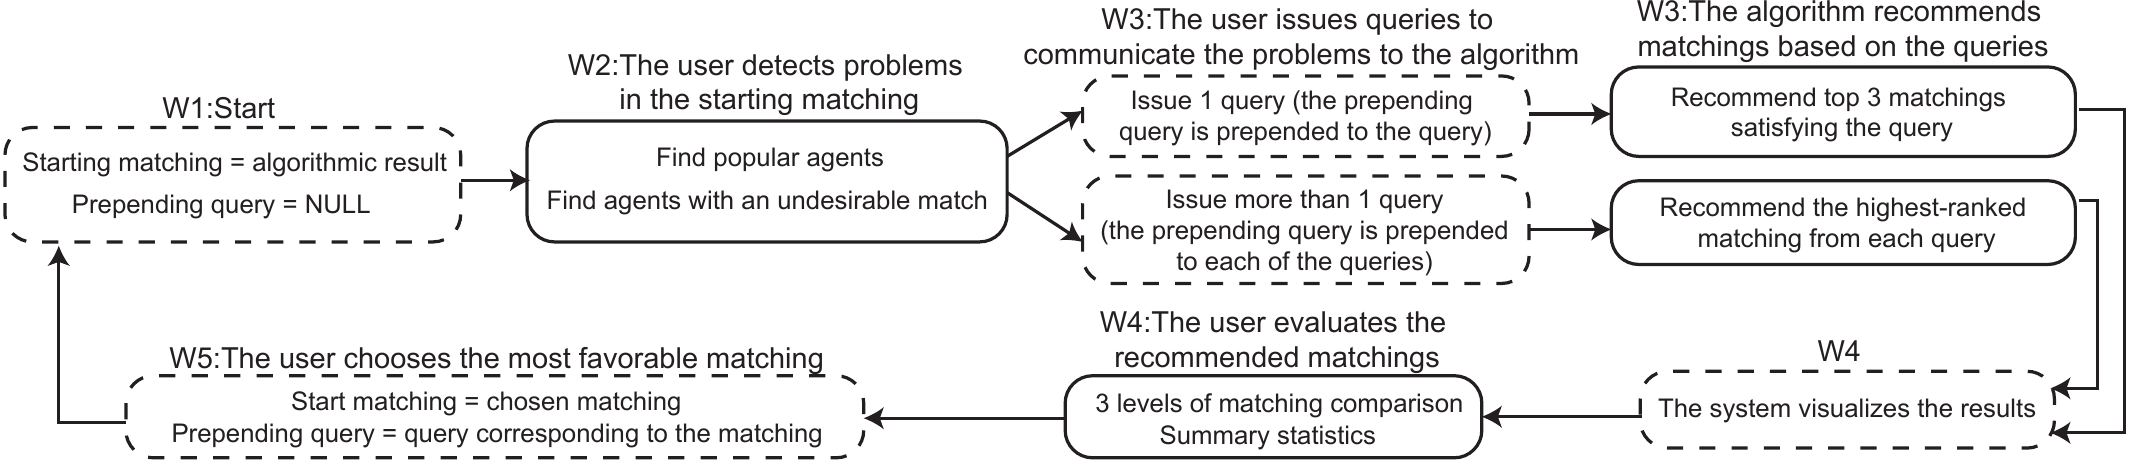 W1:Start
Starting matching = algorithmic result
Prepending query = NULL
W2:The user detects problems
in the starting matching
Find popular agents
Find agents with an undesirable match
W3:The user issues queries to
communicate the problems to the algorithm
Issue 1 query (the prepending
query is prepended to the query)
Issue more than 1 query
(the prepending query is prepended
to each of the queries)
W3:The algorithm recommends
matchings based on the queries
Recommend top 3 matchings
satisfying the query
Recommend the highest-ranked
matching from each query
W4
The system visualizes the results
W4:The user evaluates the
recommended matchings
3 levels of matching comparison
Summary statistics
W5:The user chooses the most favorable matching
Start matching = chosen matching
Prepending query = query corresponding to the matching